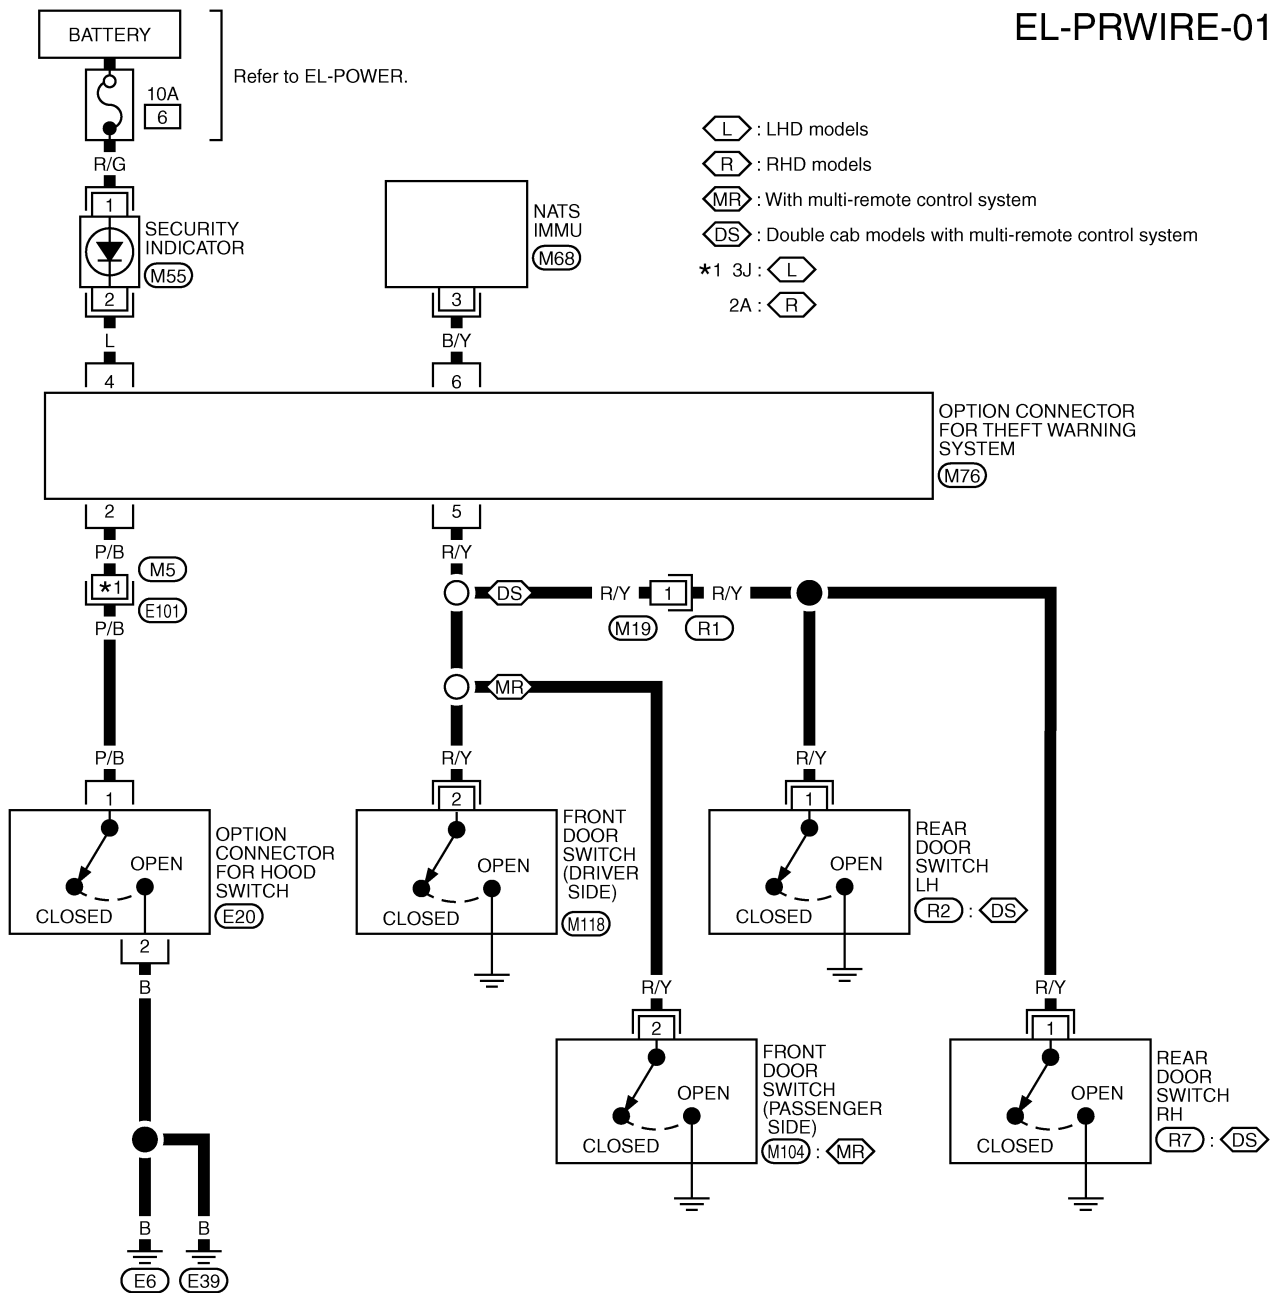 EL-PRWIRE-01
BATTERY
Refer to EL-POWER.
10A
6
R/G
1
SECURITY
INDICATOR
M55
2
L
4
NATS
IMMU
M68
3
B/Y
6
L : LHD models
R : RHD models
MR : With multi-remote control system
DS : Double cab models with multi-remote control system
*1 3J : L
2A : R
OPTION CONNECTOR
FOR THEFT WARNING
SYSTEM
M76
2
P/B
M5
*1
E101
P/B
P/B
1
OPEN
CLOSED
OPTION
CONNECTOR
FOR HOOD
SWITCH
E20
2
B
B
B
E6
E39
5
R/Y
DS
R/Y
1
R/Y
M19
R1
MR
R/Y
2
OPEN
CLOSED
FRONT
DOOR
SWITCH
(DRIVER
SIDE)
M118
R/Y
1
OPEN
CLOSED
REAR
DOOR
SWITCH
LH
R2 : DS
R/Y
2
OPEN
CLOSED
FRONT
DOOR
SWITCH
(PASSENGER
SIDE)
M104 : MR
R/Y
1
OPEN
CLOSED
REAR
DOOR
SWITCH
RH
R7 : DS